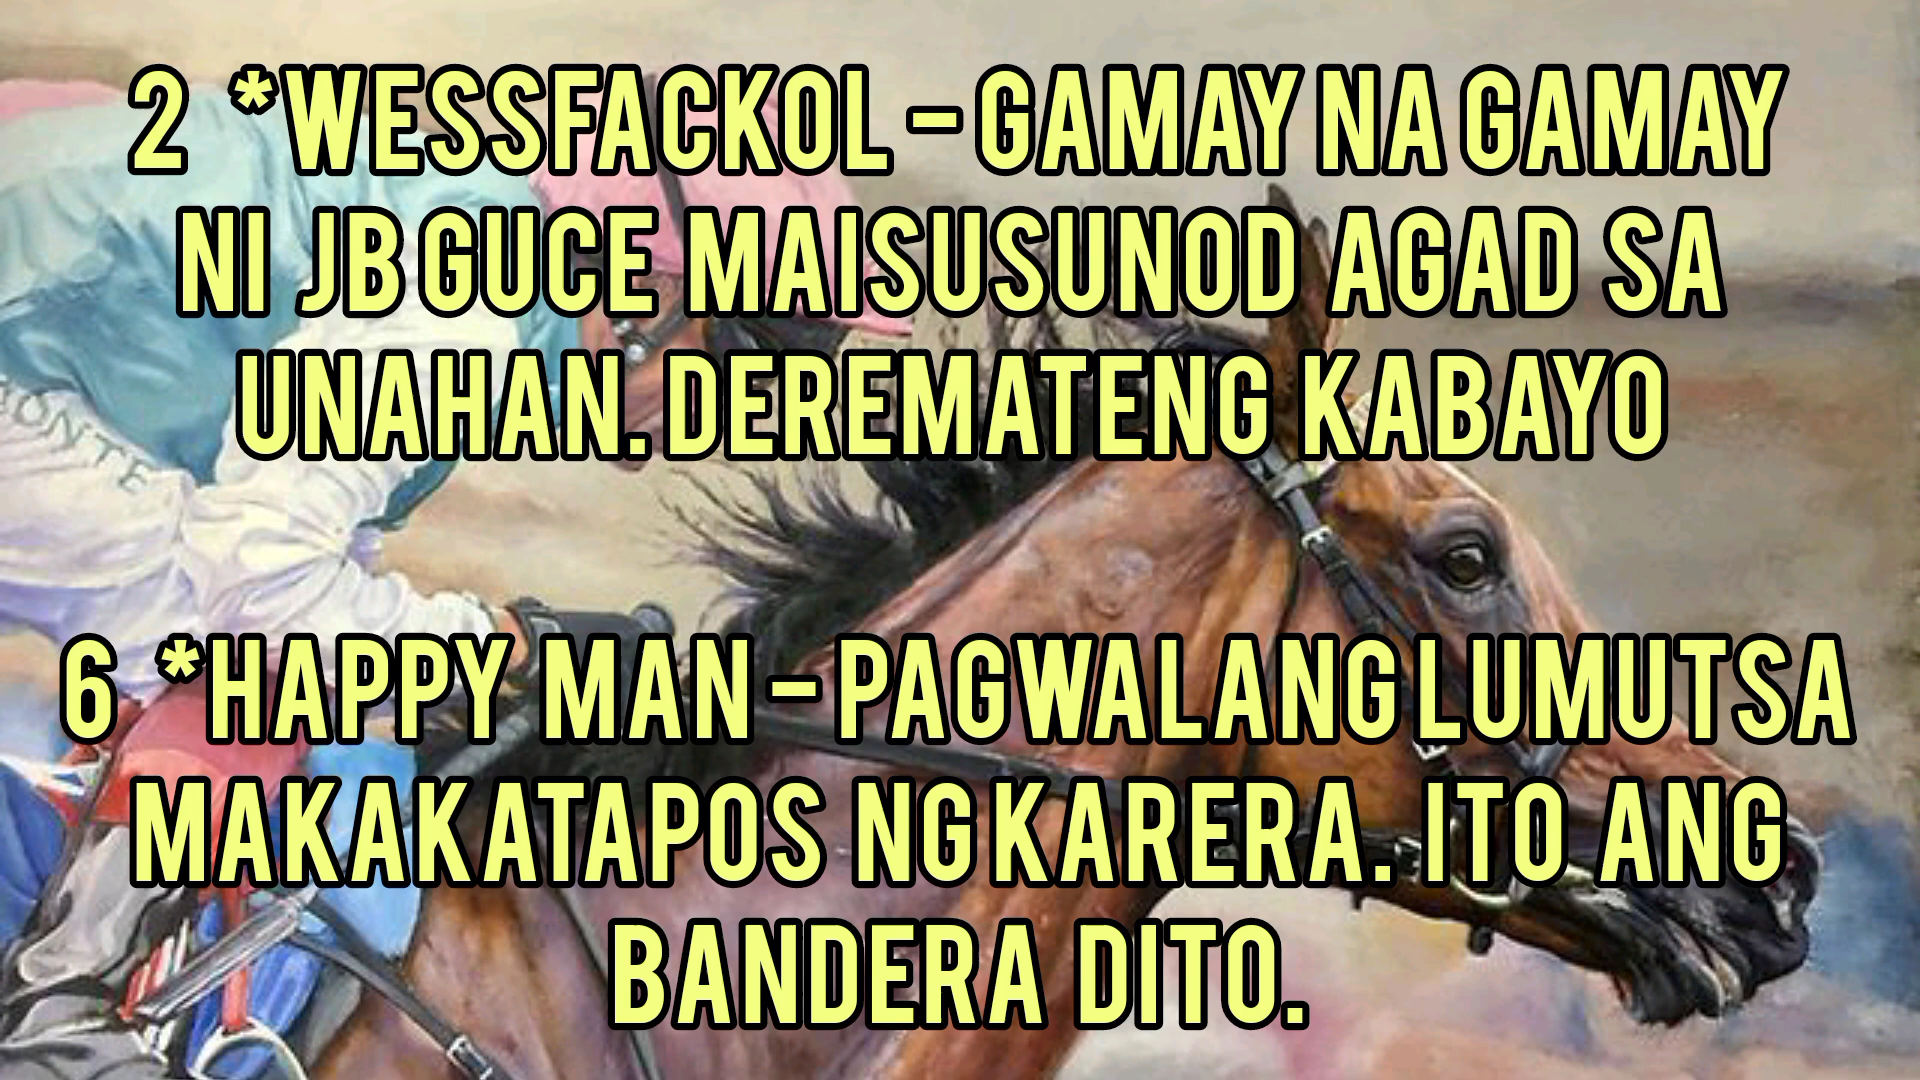 2 *WESSFACKOL - GAMAY NA GAMAY
NI JB GUCE MAISUSUNOD AGAD SA
UNAHAN. DEREMATENG KABAYO
6 *HAPPY MAN - PAGWALANG LUMUTSA
MAKAKATAPOS NG KARERA. ITO ANG
BANDERA DITO.